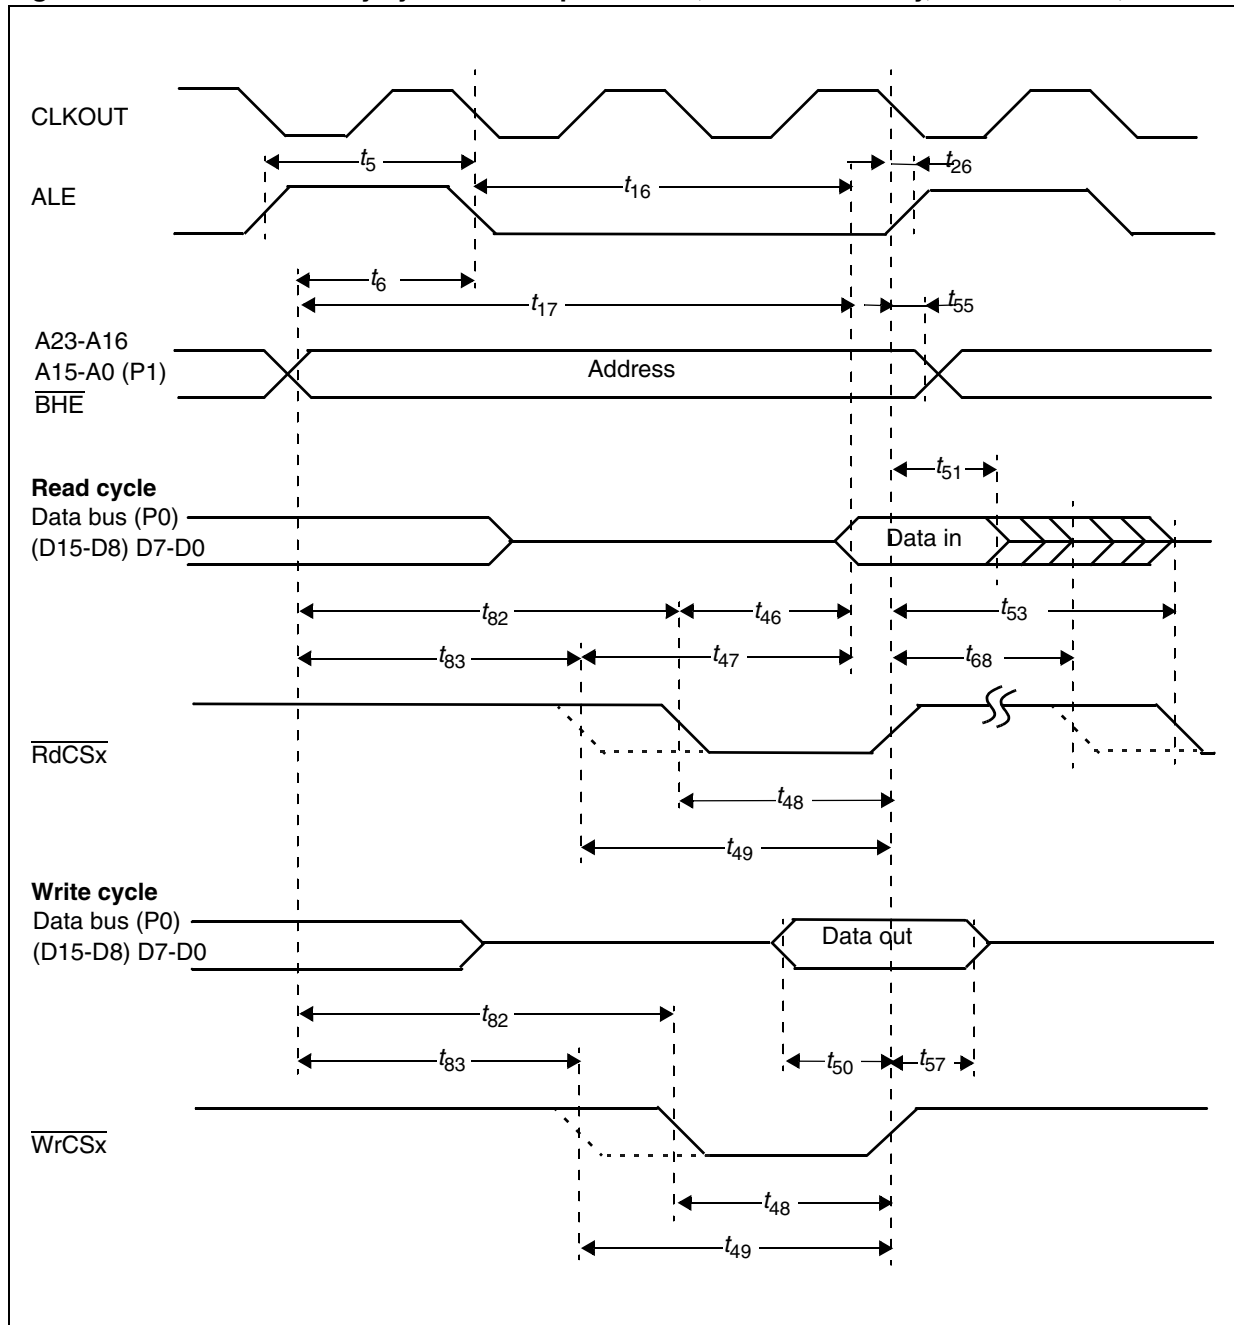 CLKOUT
t5
t26
ALE
t16
t6
t17
t55
A23-A16
A15-A0 (P1)
Address
BHE
t51
Read cycle
Data bus (P0)
(D15-D8) D7-D0
Data in
t82
t46
t53
t83
t47
t68
RdCSx
t48
t49
Write cycle
Data bus (P0)
(D15-D8) D7-D0
Data out
t82
t83
t50
t57
WrCSx
t48
t49